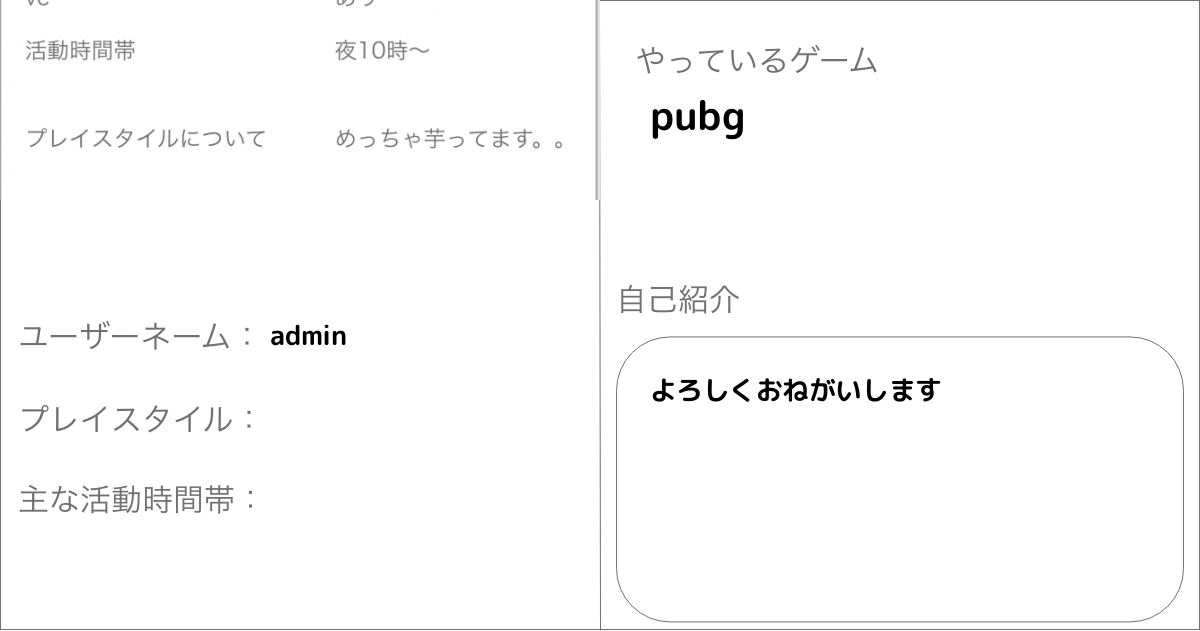 活動時間帯 夜10時〜
プレイスタイルについて めっちゃ芋ってます。。
ユーザーネーム： admin
プレイスタイル：
主な活動時間帯：
やっているゲーム
pubg
自己紹介
よろしくおねがいします